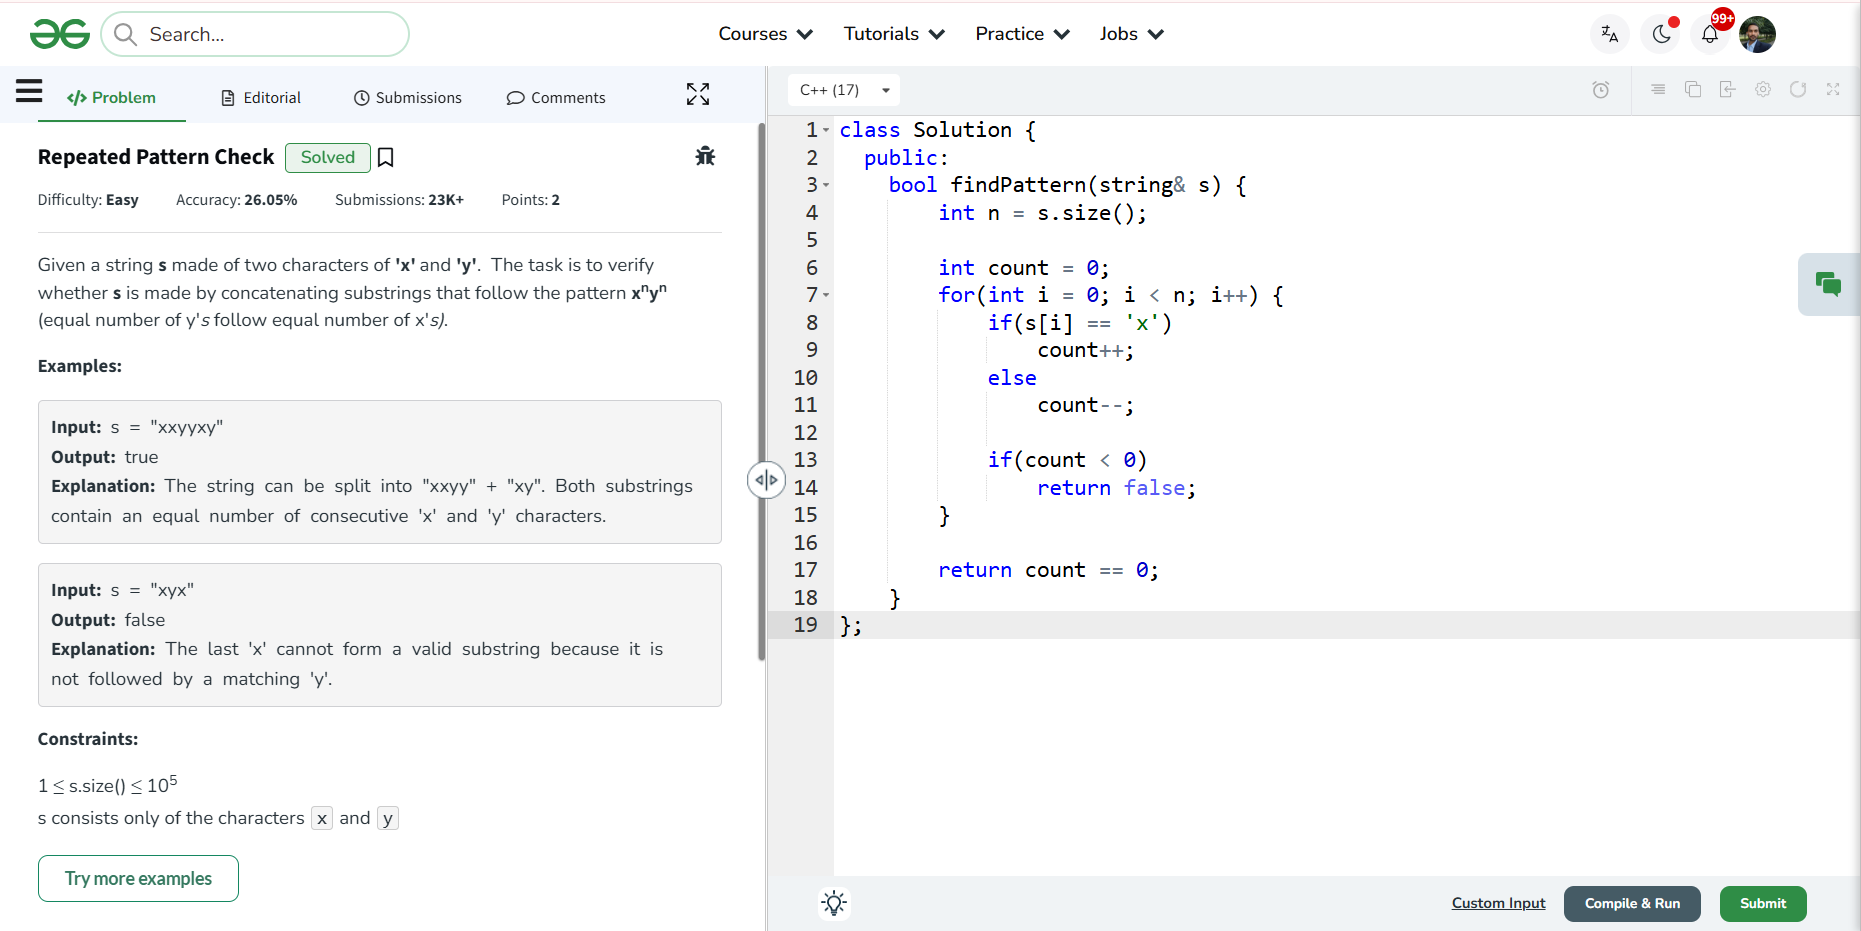 Search...
Courses Tutorials Practice Jobs
99+
Problem Editorial Submissions Comments
Repeated Pattern Check Solved
Difficulty: Easy Accuracy: 26.05% Submissions: 23K+ Points: 2
Given a string s made of two characters of 'x' and 'y'. The task is to verify
whether s is made by concatenating substrings that follow the pattern xⁿyⁿ
(equal number of y's follow equal number of x's).
Examples:
Input: s = "xxyyxy"
Output: true
Explanation: The string can be split into "xxyy" + "xy". Both substrings
contain an equal number of consecutive 'x' and 'y' characters.
Input: s = "xyx"
Output: false
Explanation: The last 'x' cannot form a valid substring because it is
not followed by a matching 'y'.
Constraints:
1 ≤ s.size() ≤ 10⁵
s consists only of the characters x and y
Try more examples
C++ (17)
1 class Solution {
2 public:
3 bool findPattern(string& s) {
4 int n = s.size();
5
6 int count = 0;
7 for(int i = 0; i < n; i++) {
8 if(s[i] == 'x')
9 count++;
10 else
11 count--;
12
13 if(count < 0)
14 return false;
15 }
16
17 return count == 0;
18 }
19 };
Custom Input Compile & Run Submit